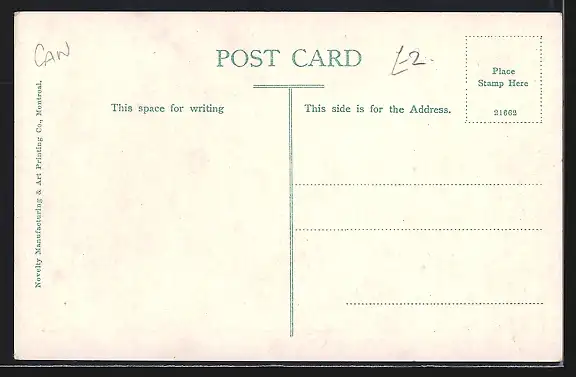 CAN
POST CARD
£2.
Place
Stamp Here
21662
This space for writing
This side is for the Address.
Novelty Manufacturing & Art Printing Co., Montreal.